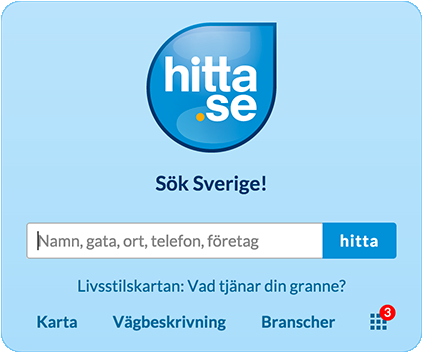 hitta
.se
Sök Sverige!
Namn, gata, ort, telefon, företag hitta
Livsstilskartan: Vad tjänar din granne?
Karta Vägbeskrivning Branscher 3